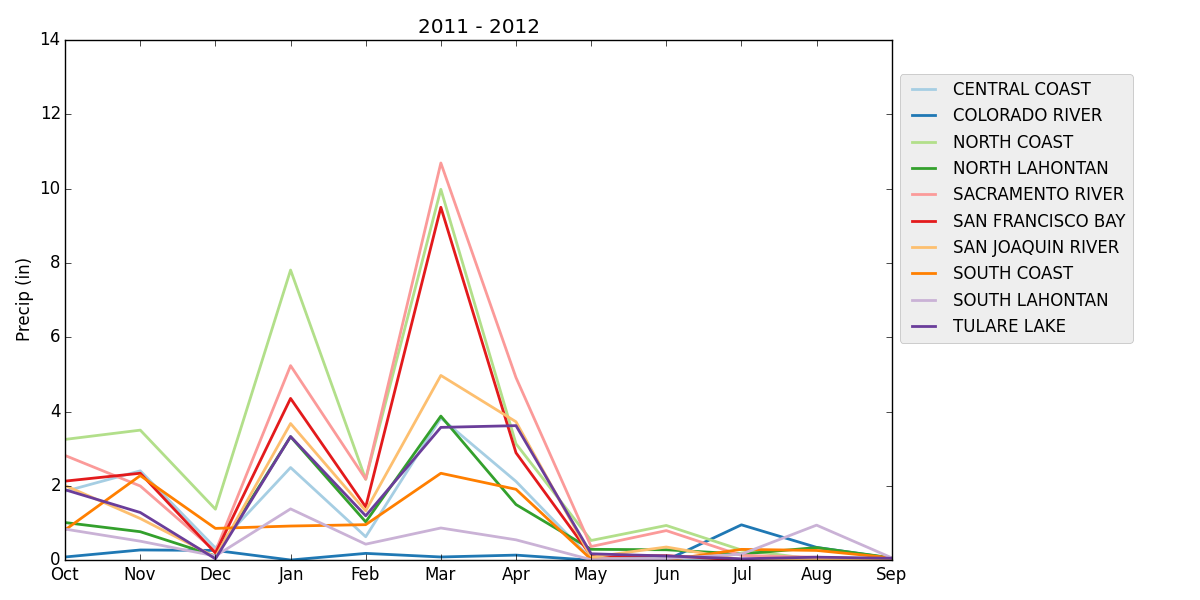 2011 - 2012
14
12
10
8
6
4
2
0
Precip (in)
Oct Nov Dec Jan Feb Mar Apr May Jun Jul Aug Sep
CENTRAL COAST
COLORADO RIVER
NORTH COAST
NORTH LAHONTAN
SACRAMENTO RIVER
SAN FRANCISCO BAY
SAN JOAQUIN RIVER
SOUTH COAST
SOUTH LAHONTAN
TULARE LAKE